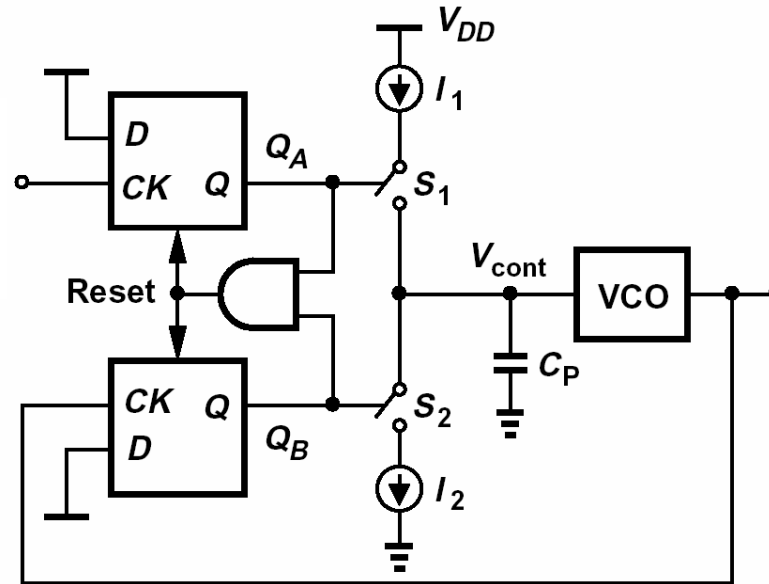 V_DD
I_1
D
CK
Q
Q_A
S_1
Reset
V_cont
VCO
C_P
CK
Q
D
Q_B
S_2
I_2